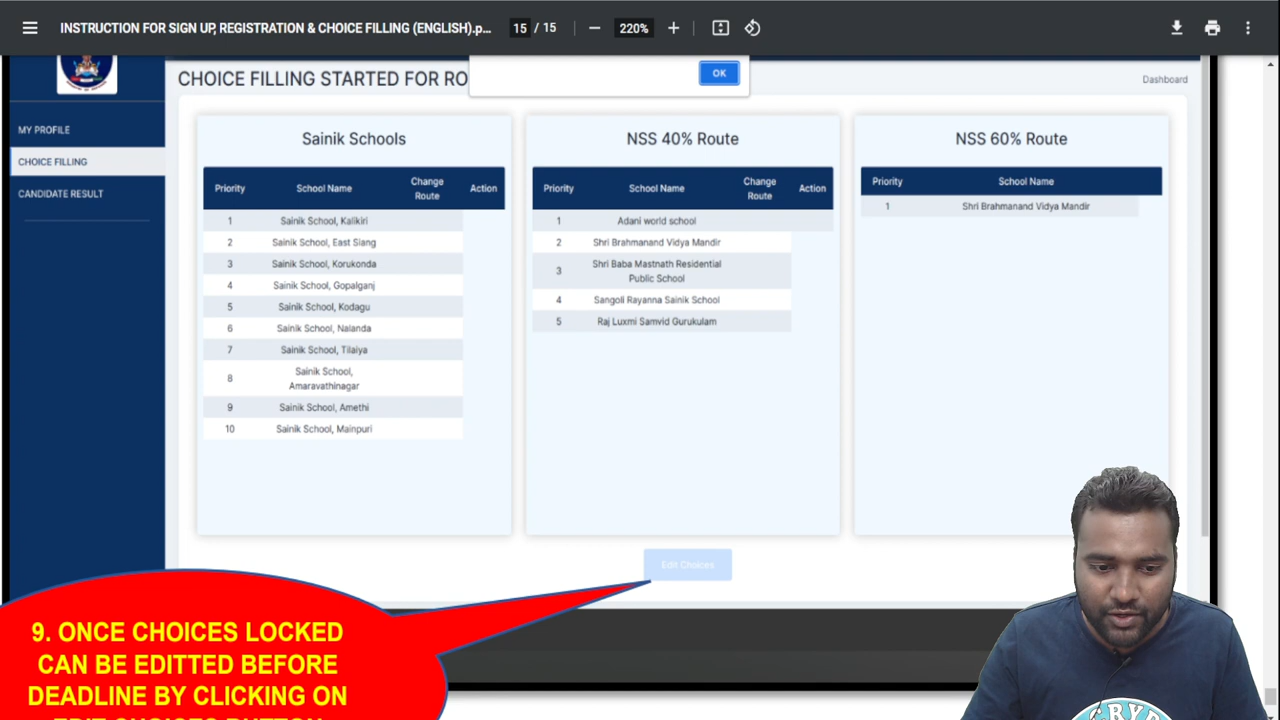 INSTRUCTION FOR SIGN UP, REGISTRATION & CHOICE FILLING (ENGLISH).p...
15 / 15
220%
CHOICE FILLING STARTED FOR RO
OK
Dashboard
MY PROFILE
CHOICE FILLING
CANDIDATE RESULT
Sainik Schools
Priority School Name Change Route Action
1 Sainik School, Kalikiri
2 Sainik School, East Siang
3 Sainik School, Korukonda
4 Sainik School, Gopalganj
5 Sainik School, Kodagu
6 Sainik School, Nalanda
7 Sainik School, Tilaiya
8 Sainik School,
Amaravathinagar
9 Sainik School, Amethi
10 Sainik School, Mainpuri
NSS 40% Route
Priority School Name Change Route Action
1 Adani world school
2 Shri Brahmanand Vidya Mandir
3 Shri Baba Mastnath Residential
Public School
4 Sangoli Rayanna Sainik School
5 Raj Luxmi Samvid Gurukulam
NSS 60% Route
Priority School Name
1 Shri Brahmanand Vidya Mandir
Edit Choices
9. ONCE CHOICES LOCKED
CAN BE EDITTED BEFORE
DEADLINE BY CLICKING ON
EDIT CHOICES BUTTON